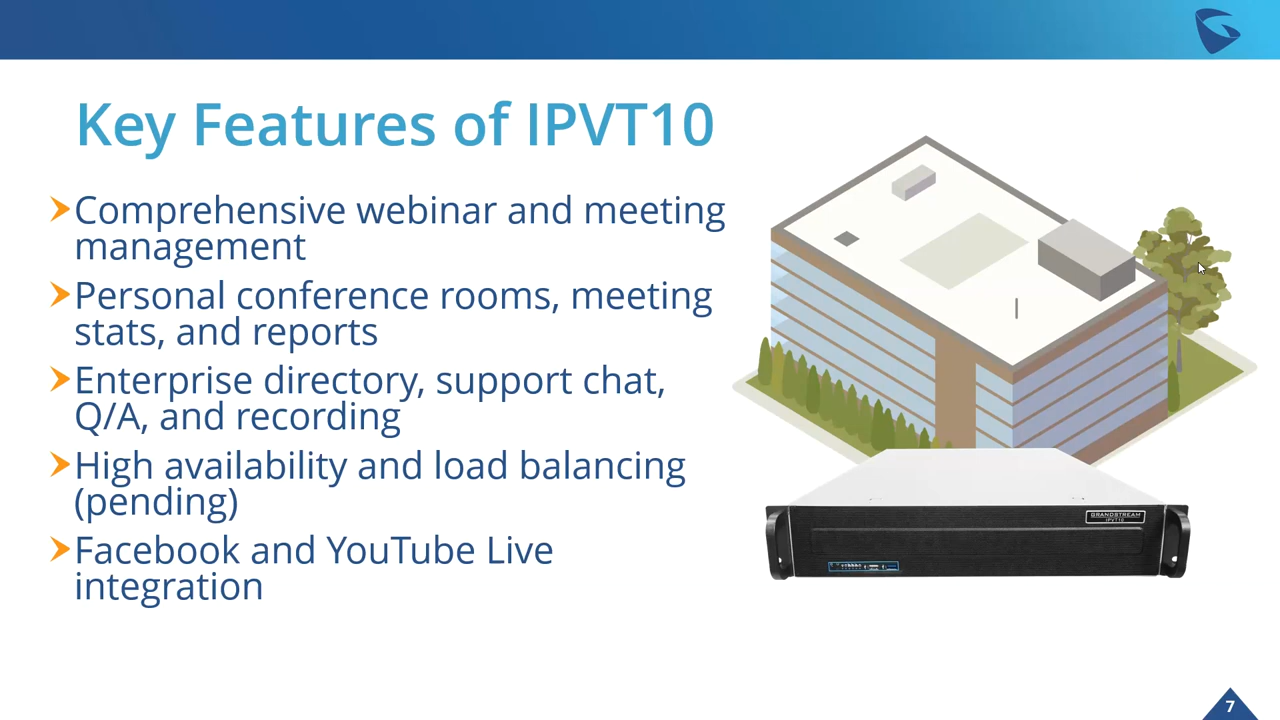 Key Features of IPVT10
Comprehensive webinar and meeting
management
Personal conference rooms, meeting
stats, and reports
Enterprise directory, support chat,
Q/A, and recording
High availability and load balancing
(pending)
Facebook and YouTube Live
integration
GRANDSTREAM
IPVT10
7